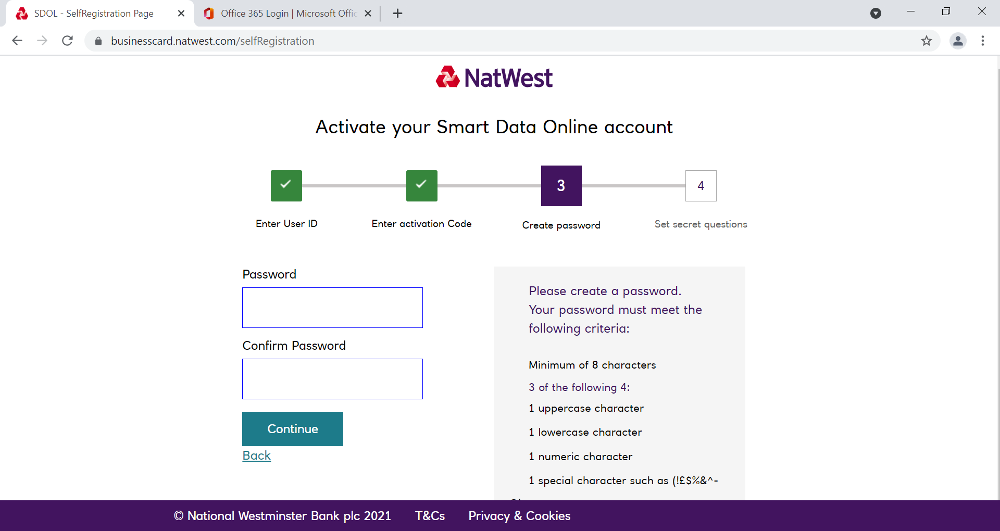 SDOL - SelfRegistration Page
Office 365 Login | Microsoft Offic
businesscard.natwest.com/selfRegistration
NatWest
Activate your Smart Data Online account
3
4
Enter User ID
Enter activation Code
Create password
Set secret questions
Password
Confirm Password
Continue
Back
Please create a password.
Your password must meet the
following criteria:
Minimum of 8 characters
3 of the following 4:
1 uppercase character
1 lowercase character
1 numeric character
1 special character such as (!£$%&^-
© National Westminster Bank plc 2021
T&Cs
Privacy & Cookies